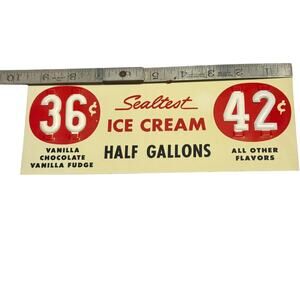 36¢
VANILLA
CHOCOLATE
VANILLA FUDGE
Sealtest
ICE CREAM
HALF GALLONS
42¢
ALL OTHER
FLAVORS